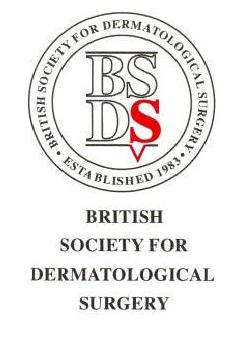 BRITISH SOCIETY FOR DERMATOLOGICAL SURGERY
• ESTABLISHED 1983 •
BS
DS
BRITISH
SOCIETY FOR
DERMATOLOGICAL
SURGERY